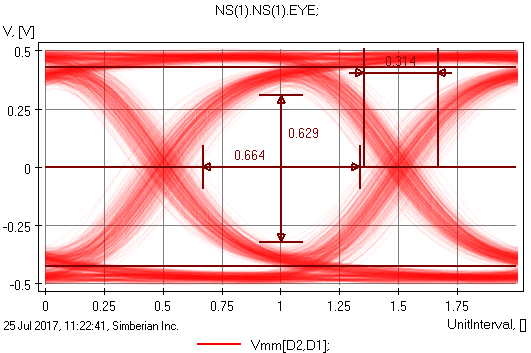 NS(1).NS(1).EYE;
V, [V]
0.5
0.314
0.25
0.629
0.664
0
-0.25
-0.5
0 0.25 0.5 0.75 1 1.25 1.5 1.75
25 Jul 2017, 11:22:41, Simberian Inc. UnitInterval, []
Vmm[D2,D1];